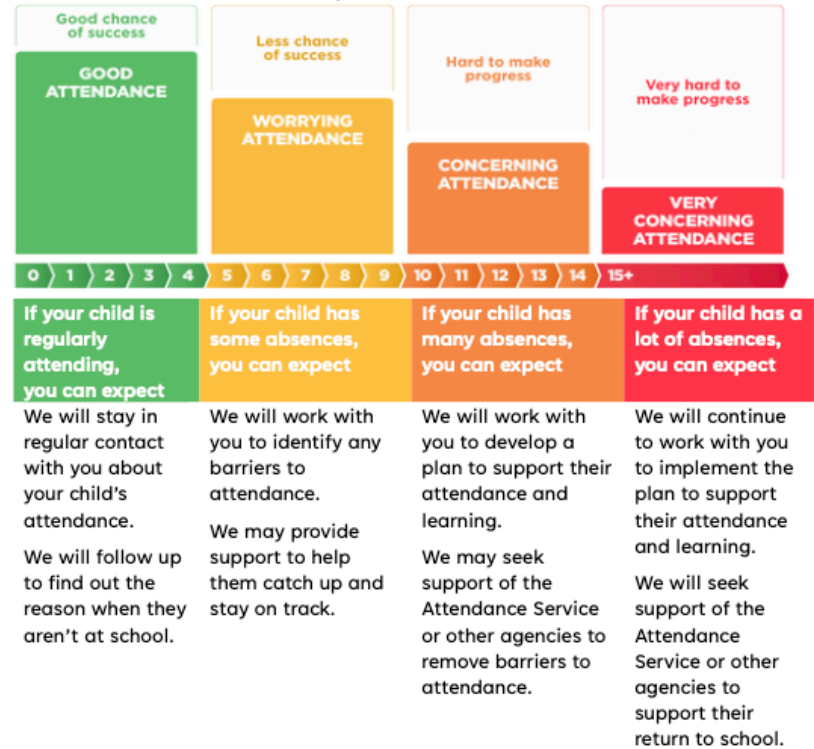 Good chance
of success
GOOD
ATTENDANCE
Less chance
of success
WORRYING
ATTENDANCE
Hard to make
progress
CONCERNING
ATTENDANCE
Very hard to
make progress
VERY
CONCERNING
ATTENDANCE
0 1 2 3 4 5 6 7 8 9 10 11 12 13 14 15+
If your child is
regularly
attending,
you can expect
We will stay in
regular contact
with you about
your child's
attendance.
We will follow up
to find out the
reason when they
aren't at school.
If your child has
some absences,
you can expect
We will work with
you to identify any
barriers to
attendance.
We may provide
support to help
them catch up and
stay on track.
If your child has
many absences,
you can expect
We will work with
you to develop a
plan to support their
attendance and
learning.
We may seek
support of the
Attendance Service
or other agencies to
remove barriers to
attendance.
If your child has a
lot of absences,
you can expect
We will continue
to work with you
to implement the
plan to support
their attendance
and learning.
We will seek
support of the
Attendance
Service or other
agencies to
support their
return to school.